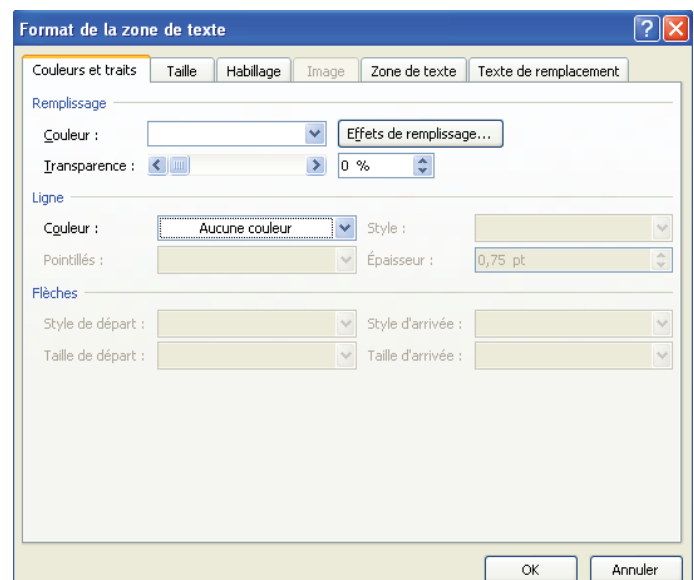 Format de la zone de texte
Couleurs et traits Taille Habillage Image Zone de texte Texte de remplacement
Remplissage
Couleur : Effets de remplissage...
Transparence : 0 %
Ligne
Couleur : Aucune couleur Style :
Pointillés : Épaisseur : 0,75 pt
Flèches
Style de départ : Style d'arrivée :
Taille de départ : Taille d'arrivée :
OK Annuler